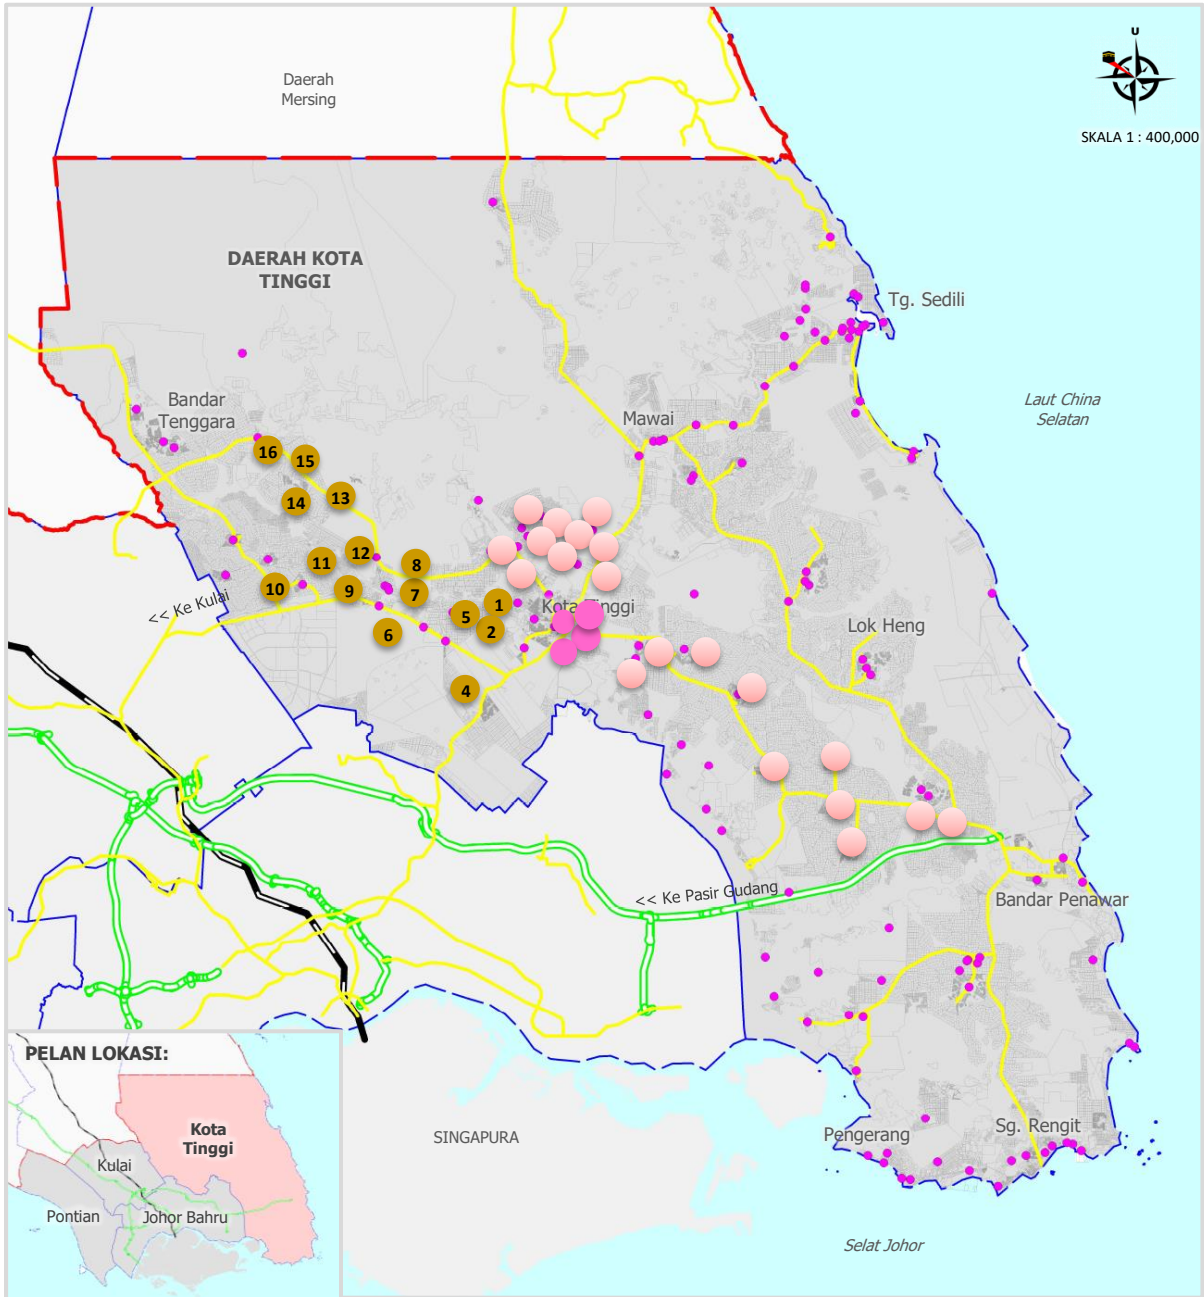 U
SKALA 1 : 400,000
Daerah
Mersing
DAERAH KOTA
TINGGI
Tg. Sedili
Laut China
Selatan
Bandar
Tenggara
Mawai
16
15
14
13
12
11
8
10
9
7
<< Ke Kulai
5
1
Kota Tinggi
6
2
Lok Heng
4
<< Ke Pasir Gudang
Bandar Penawar
PELAN LOKASI:
Kota
Tinggi
Kulai
Pontian
Johor Bahru
SINGAPURA
Pengerang
Sg. Rengit
Selat Johor